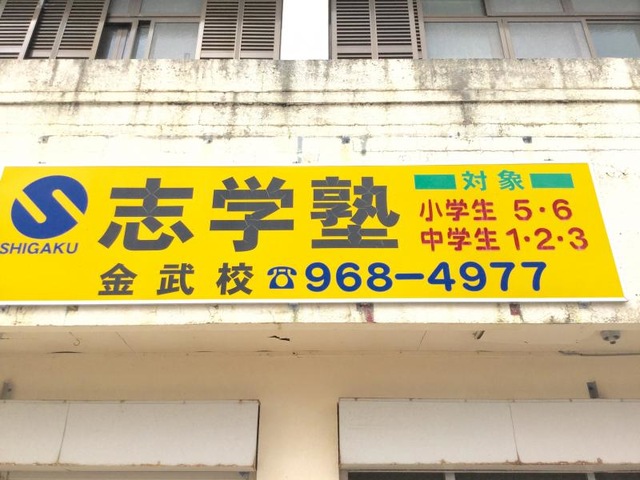 SHIGAKU
志学塾
金武校 ☎968-4977
対象
小学生 5・6
中学生 1・2・3